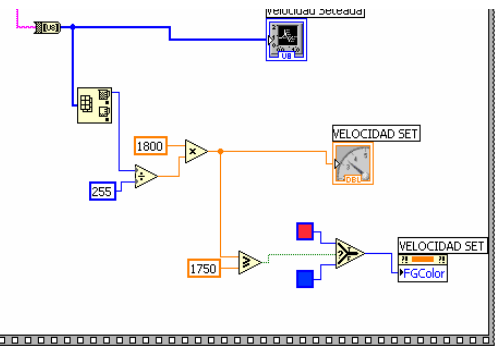 Velocidad Seteada
[U8]
U8
1800
VELOCIDAD SET
DBL
255
1750
VELOCIDAD SET
?! ?!
FGColor